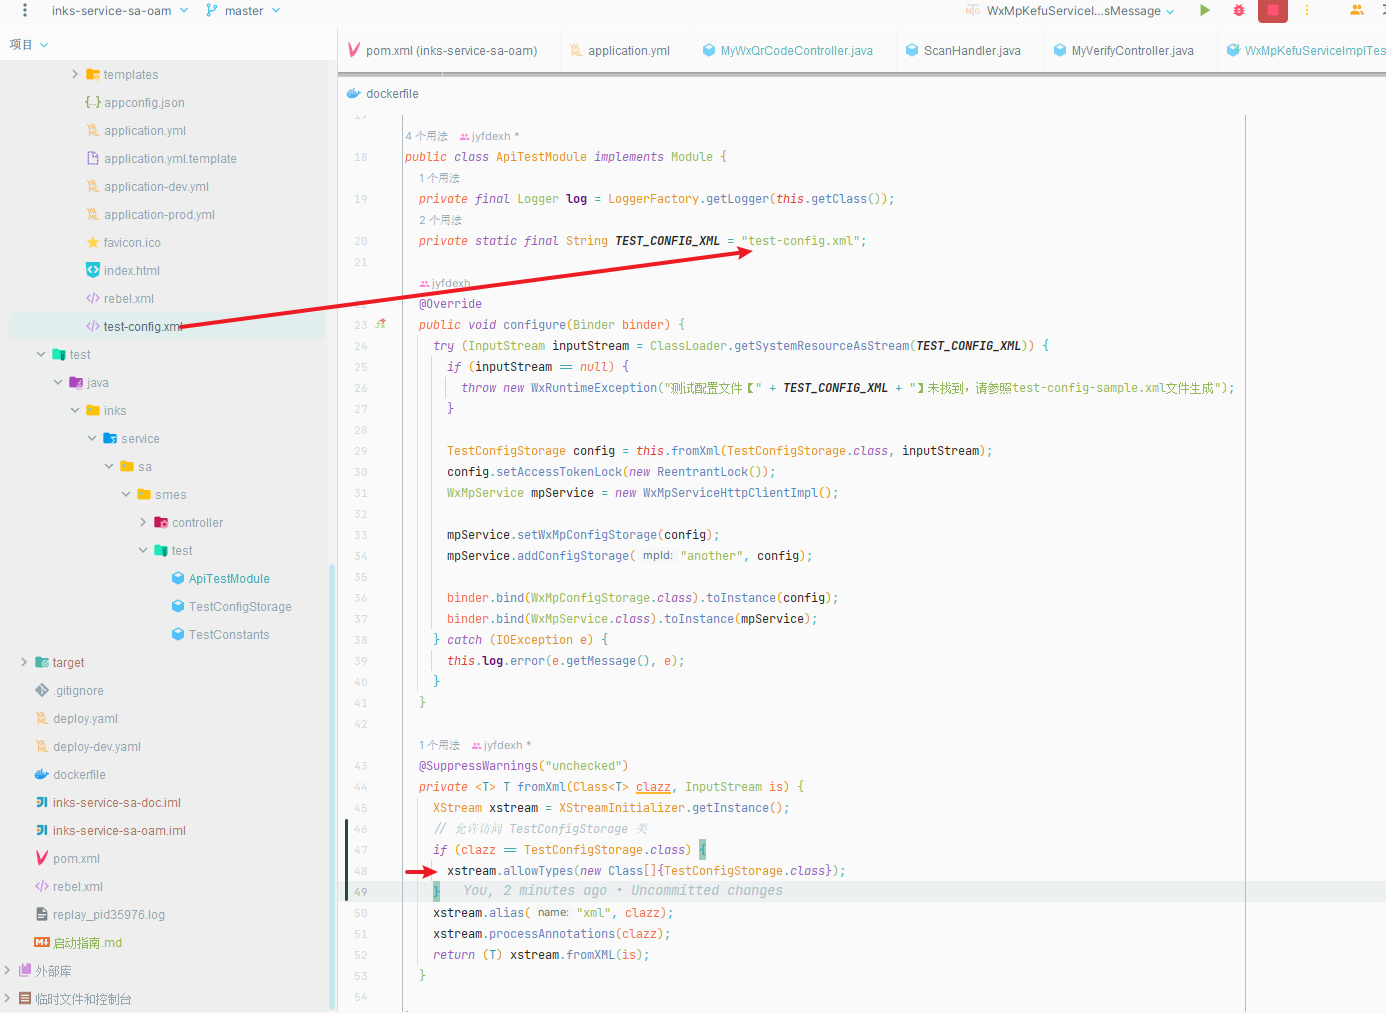 inks-service-sa-oam
master
WxMpKefuServiceI...sMessage
项目
pom.xml (inks-service-sa-oam)
application.yml
MyWxQrCodeController.java
ScanHandler.java
MyVerifyController.java
WxMpKefuServiceImplTes
dockerfile
templates
appconfig.json
application.yml
application.yml.template
application-dev.yml
application-prod.yml
favicon.ico
index.html
rebel.xml
test-config.xml
test
java
inks
service
sa
smes
controller
test
ApiTestModule
TestConfigStorage
TestConstants
target
.gitignore
deploy.yaml
deploy-dev.yaml
dockerfile
inks-service-sa-doc.iml
inks-service-sa-oam.iml
pom.xml
rebel.xml
replay_pid35976.log
启动指南.md
外部库
临时文件和控制台
17
4 个用法 jyfdexh *
18 public class ApiTestModule implements Module {
1 个用法
19 private final Logger log = LoggerFactory.getLogger(this.getClass());
2 个用法
20 private static final String TEST_CONFIG_XML = "test-config.xml";
21
jyfdexh
22 @Override
23 public void configure(Binder binder) {
24 try (InputStream inputStream = ClassLoader.getSystemResourceAsStream(TEST_CONFIG_XML)) {
25 if (inputStream == null) {
26 throw new WxRuntimeException("测试配置文件【" + TEST_CONFIG_XML + "】未找到，请参照test-config-sample.xml文件生成");
27 }
28
29 TestConfigStorage config = this.fromXml(TestConfigStorage.class, inputStream);
30 config.setAccessTokenLock(new ReentrantLock());
31 WxMpService mpService = new WxMpServiceHttpClientImpl();
32
33 mpService.setWxMpConfigStorage(config);
34 mpService.addConfigStorage( mpId: "another", config);
35
36 binder.bind(WxMpConfigStorage.class).toInstance(config);
37 binder.bind(WxMpService.class).toInstance(mpService);
38 } catch (IOException e) {
39 this.log.error(e.getMessage(), e);
40 }
41 }
42
1 个用法 jyfdexh *
43 @SuppressWarnings("unchecked")
44 private <T> T fromXml(Class<T> clazz, InputStream is) {
45 XStream xstream = XStreamInitializer.getInstance();
46 // 允许访问 TestConfigStorage 类
47 if (clazz == TestConfigStorage.class) {
48 xstream.allowTypes(new Class[]{TestConfigStorage.class});
49 } You, 2 minutes ago • Uncommitted changes
50 xstream.alias( name: "xml", clazz);
51 xstream.processAnnotations(clazz);
52 return (T) xstream.fromXML(is);
53 }
54